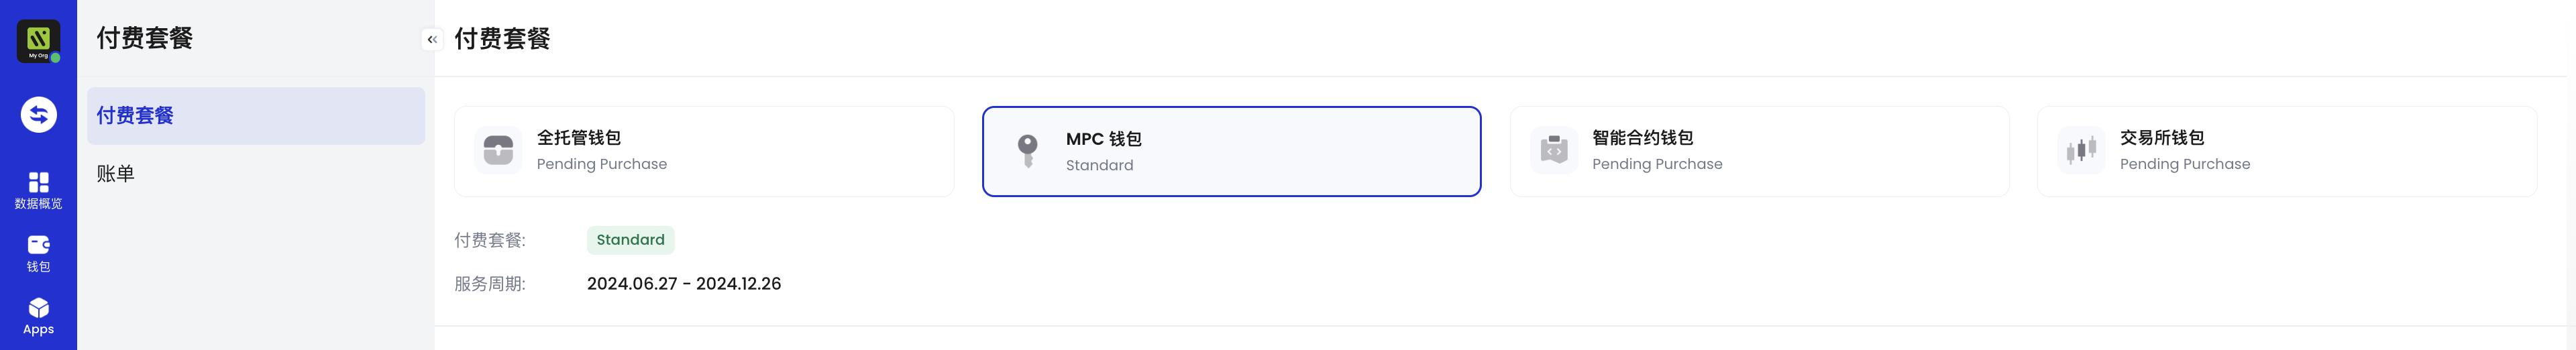 My Org
数据概览
钱包
Apps
付费套餐
付费套餐
账单
付费套餐
全托管钱包
Pending Purchase
MPC 钱包
Standard
智能合约钱包
Pending Purchase
交易所钱包
Pending Purchase
付费套餐: Standard
服务周期: 2024.06.27 - 2024.12.26